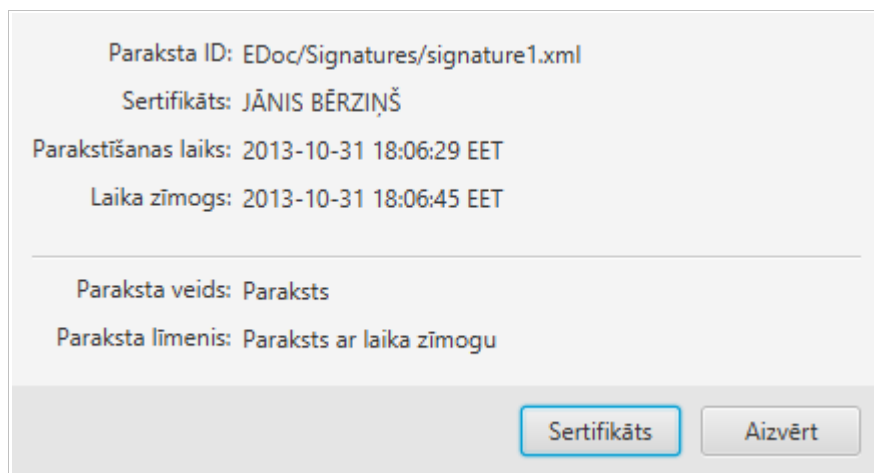 Paraksta ID: EDoc/Signatures/signature1.xml
Sertifikāts: JĀNIS BĒRZIŅŠ
Parakstīšanas laiks: 2013-10-31 18:06:29 EET
Laika zīmogs: 2013-10-31 18:06:45 EET
Paraksta veids: Paraksts
Paraksta līmenis: Paraksts ar laika zīmogu
Sertifikāts Aizvērt